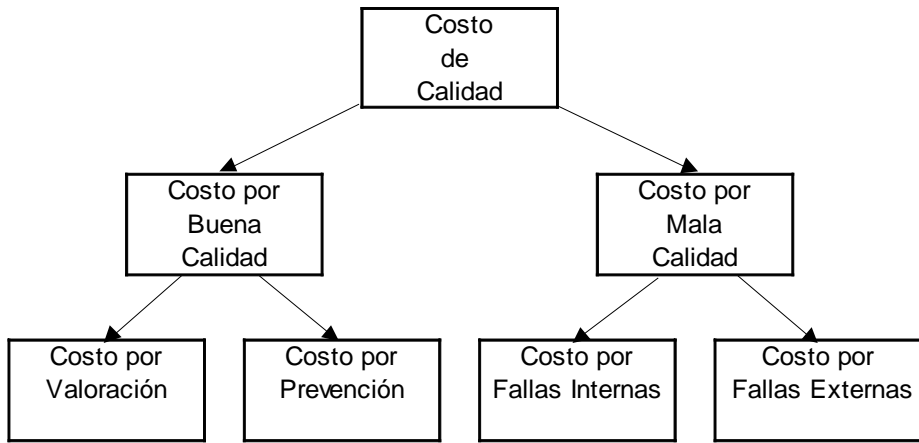 Costo
de
Calidad
Costo por
Buena
Calidad
Costo por
Mala
Calidad
Costo por
Valoración
Costo por
Prevención
Costo por
Fallas Internas
Costo por
Fallas Externas